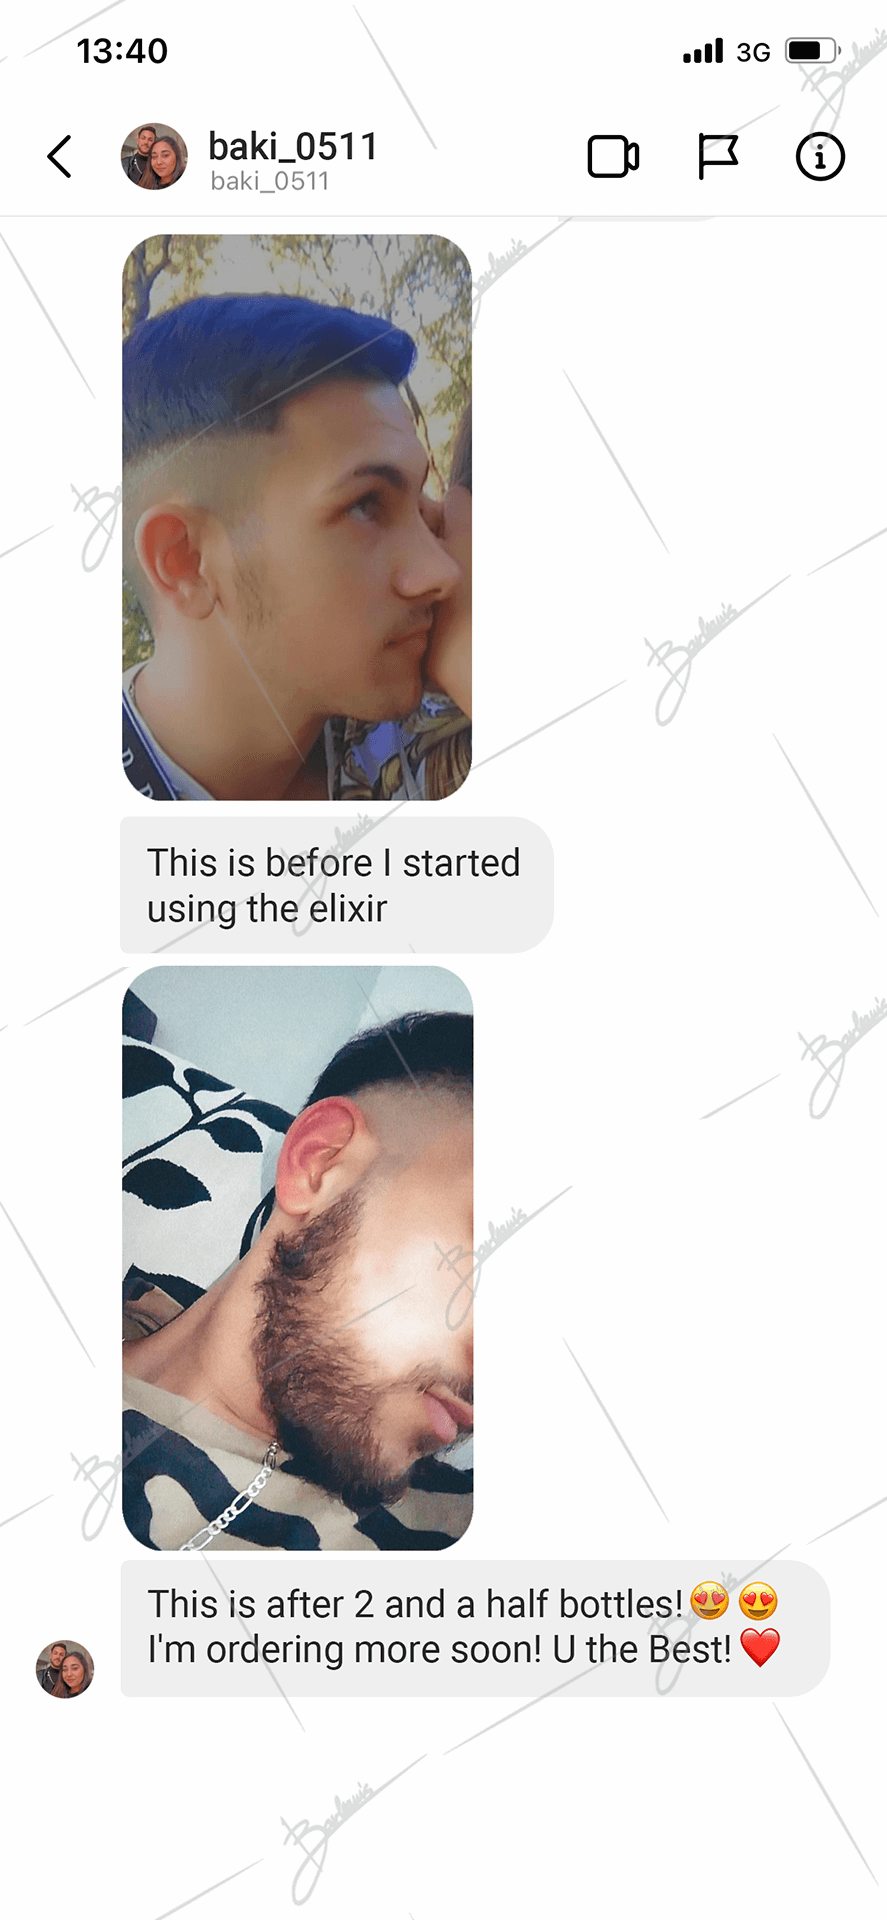 13:40
3G
baki_0511
baki_0511
This is before I started
using the elixir
This is after 2 and a half bottles!😍😍
I'm ordering more soon! U the Best!❤️